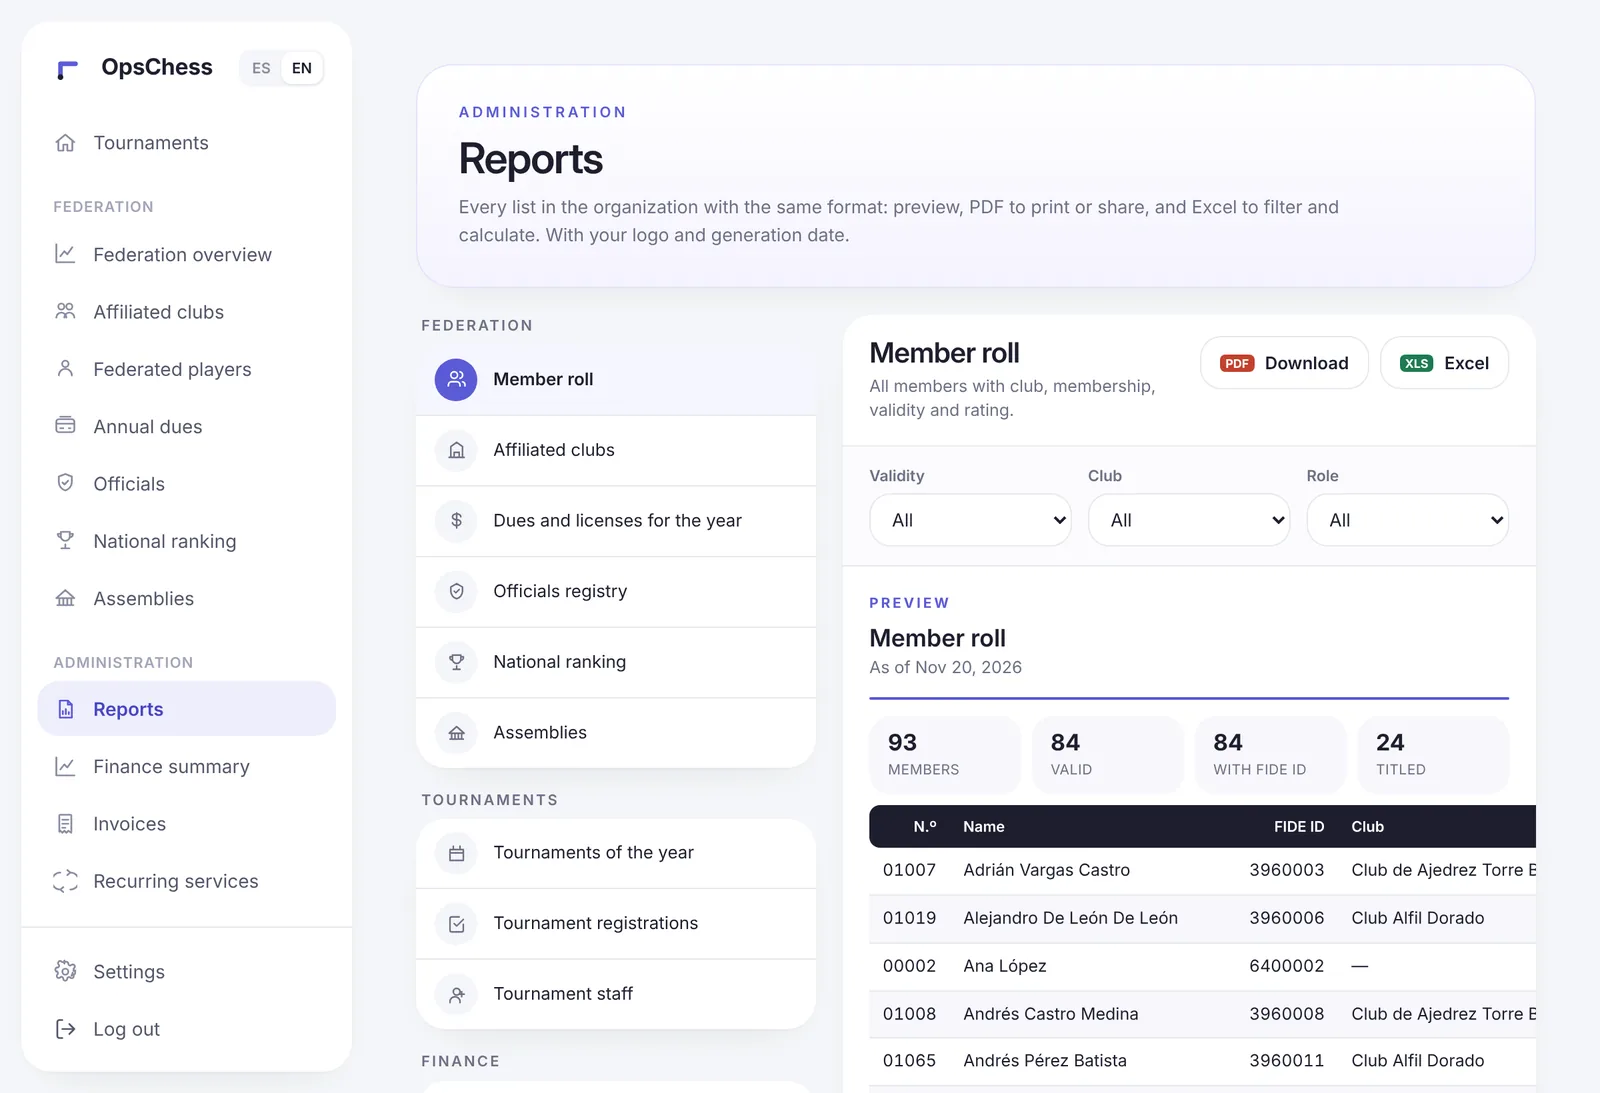 OpsChess
ES EN
Tournaments
FEDERATION
Federation overview
Affiliated clubs
Federated players
Annual dues
Officials
National ranking
Assemblies
ADMINISTRATION
Reports
Finance summary
Invoices
Recurring services
Settings
Log out
ADMINISTRATION
Reports
Every list in the organization with the same format: preview, PDF to print or share, and Excel to filter and
calculate. With your logo and generation date.
FEDERATION
Member roll
Affiliated clubs
Dues and licenses for the year
Officials registry
National ranking
Assemblies
TOURNAMENTS
Tournaments of the year
Tournament registrations
Tournament staff
FINANCE
Member roll
All members with club, membership,
validity and rating.
PDF Download
XLS Excel
Validity Club Role
All All All
PREVIEW
Member roll
As of Nov 20, 2026
93 84 84 24
MEMBERS VALID WITH FIDE ID TITLED
N.º Name FIDE ID Club
01007 Adrián Vargas Castro 3960003 Club de Ajedrez Torre B
01019 Alejandro De León De León 3960006 Club Alfil Dorado
00002 Ana López 6400002 —
01008 Andrés Castro Medina 3960008 Club de Ajedrez Torre B
01065 Andrés Pérez Batista 3960011 Club Alfil Dorado